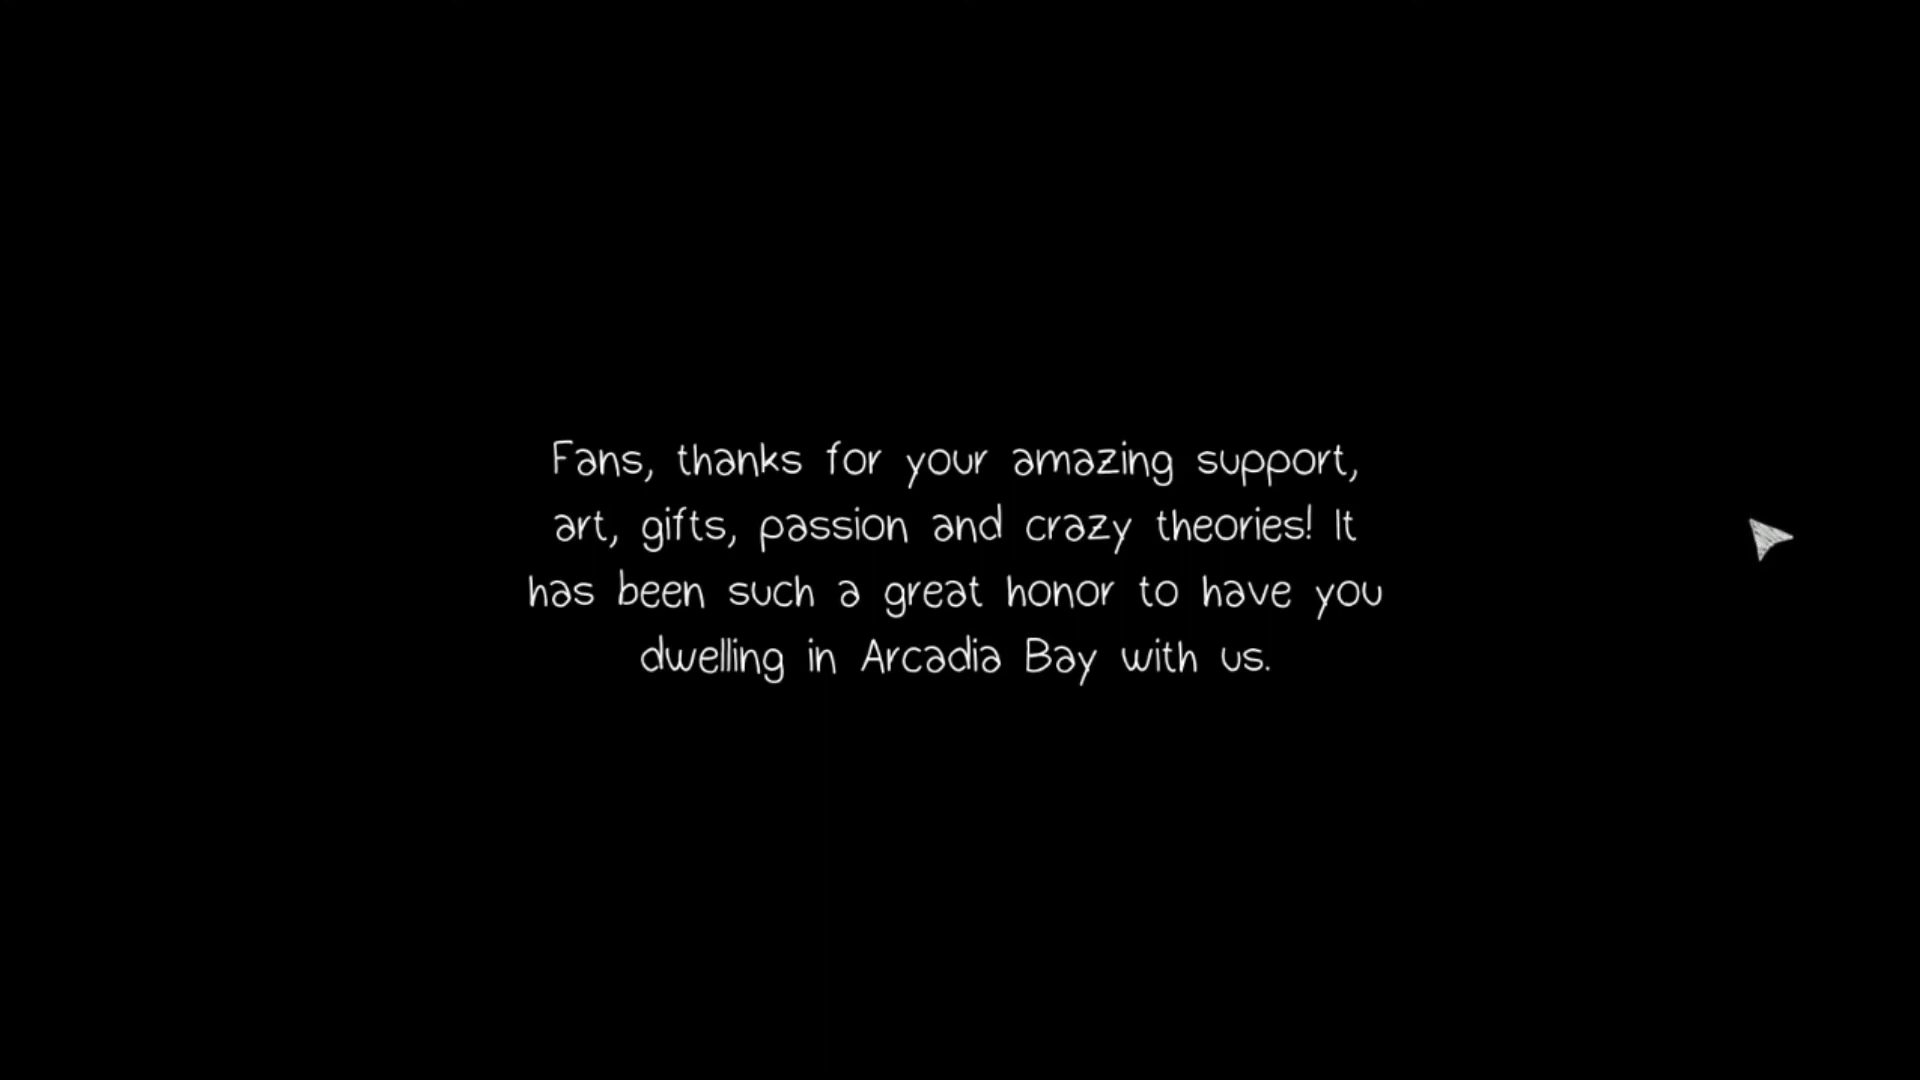 Fans, thanks for your amazing support,
art, gifts, passion and crazy theories! It
has been such a great honor to have you
dwelling in Arcadia Bay with us.